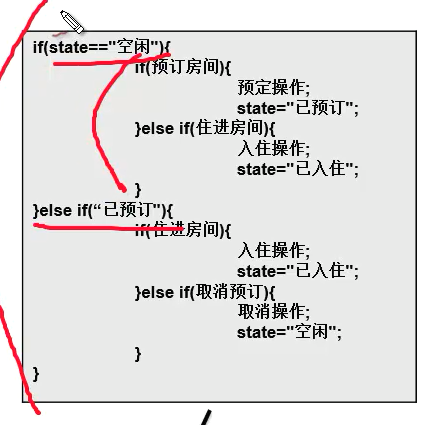 if(state=="空闲"){
if(预订房间){
预定操作;
state="已预订";
}else if(住进房间){
入住操作;
state="已入住";
}
}else if(“已预订"){
if(住进房间){
入住操作;
state="已入住";
}else if(取消预订){
取消操作;
state="空闲";
}
}